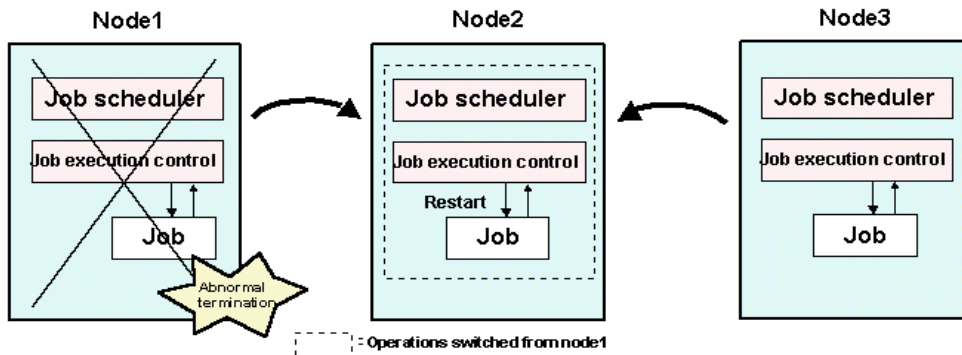 Node1
Node2
Node3
Job scheduler
Job execution control
Job
Abnormal
termination
Job scheduler
Job execution control
Restart
Job
Job scheduler
Job execution control
Job
: Operations switched from node1